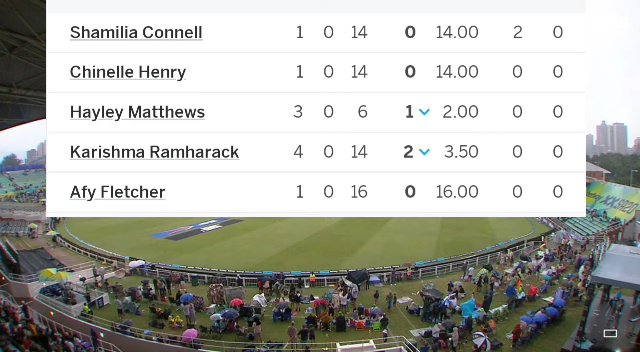 Shamilia Connell 1 0 14 0 14.00 2 0
Chinelle Henry 1 0 14 0 14.00 0 0
Hayley Matthews 3 0 6 1 2.00 0 0
Karishma Ramharack 4 0 14 2 3.50 0 0
Afy Fletcher 1 0 16 0 16.00 0 0